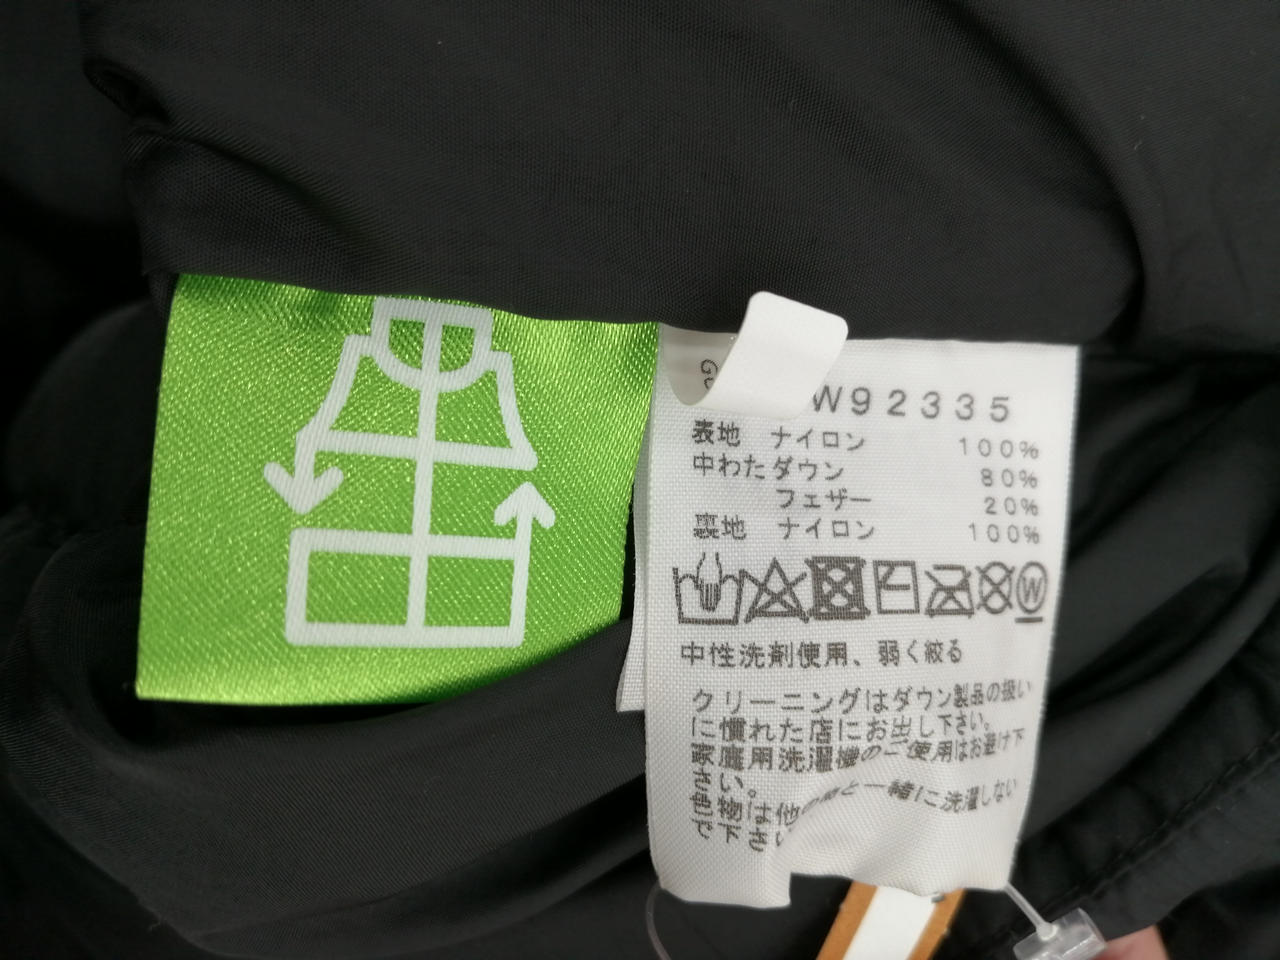 W92335
表地 ナイロン 100%
中わた ダウン 80%
フェザー 20%
裏地 ナイロン 100%
W
中性洗剤使用、弱く絞る
クリーニングはダウン製品の扱い
に慣れた店にお出し下さい。
家庭用洗濯機のご使用はお避け下
さい。
色物は他の物と一緒に洗濯しない
で下さい